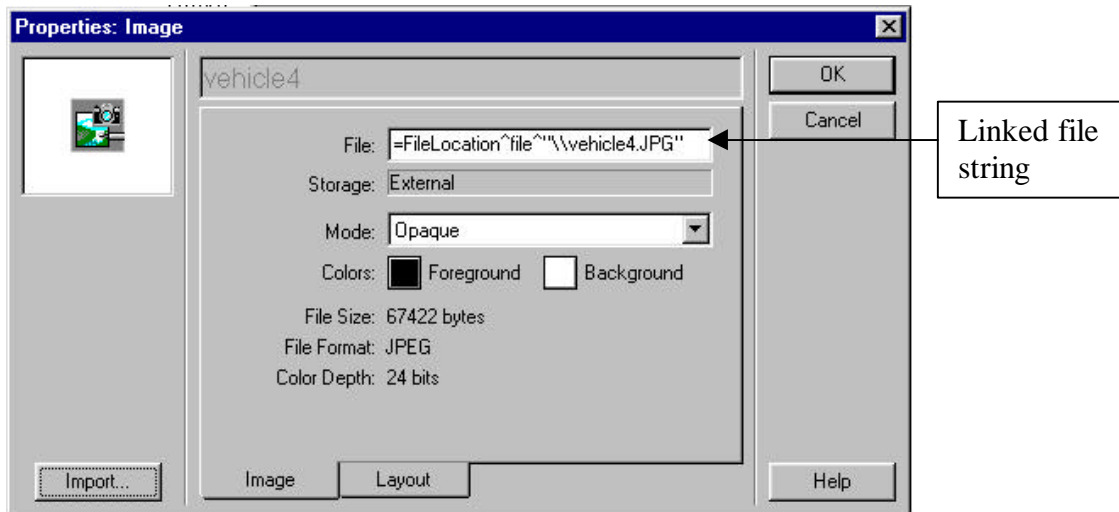 Properties: Image
vehicle4
OK
Cancel
File: =FileLocation^file^"\\vehicle4.JPG"
Linked file
string
Storage: External
Mode: Opaque
Colors: Foreground Background
File Size: 67422 bytes
File Format: JPEG
Color Depth: 24 bits
Import...
Image Layout
Help